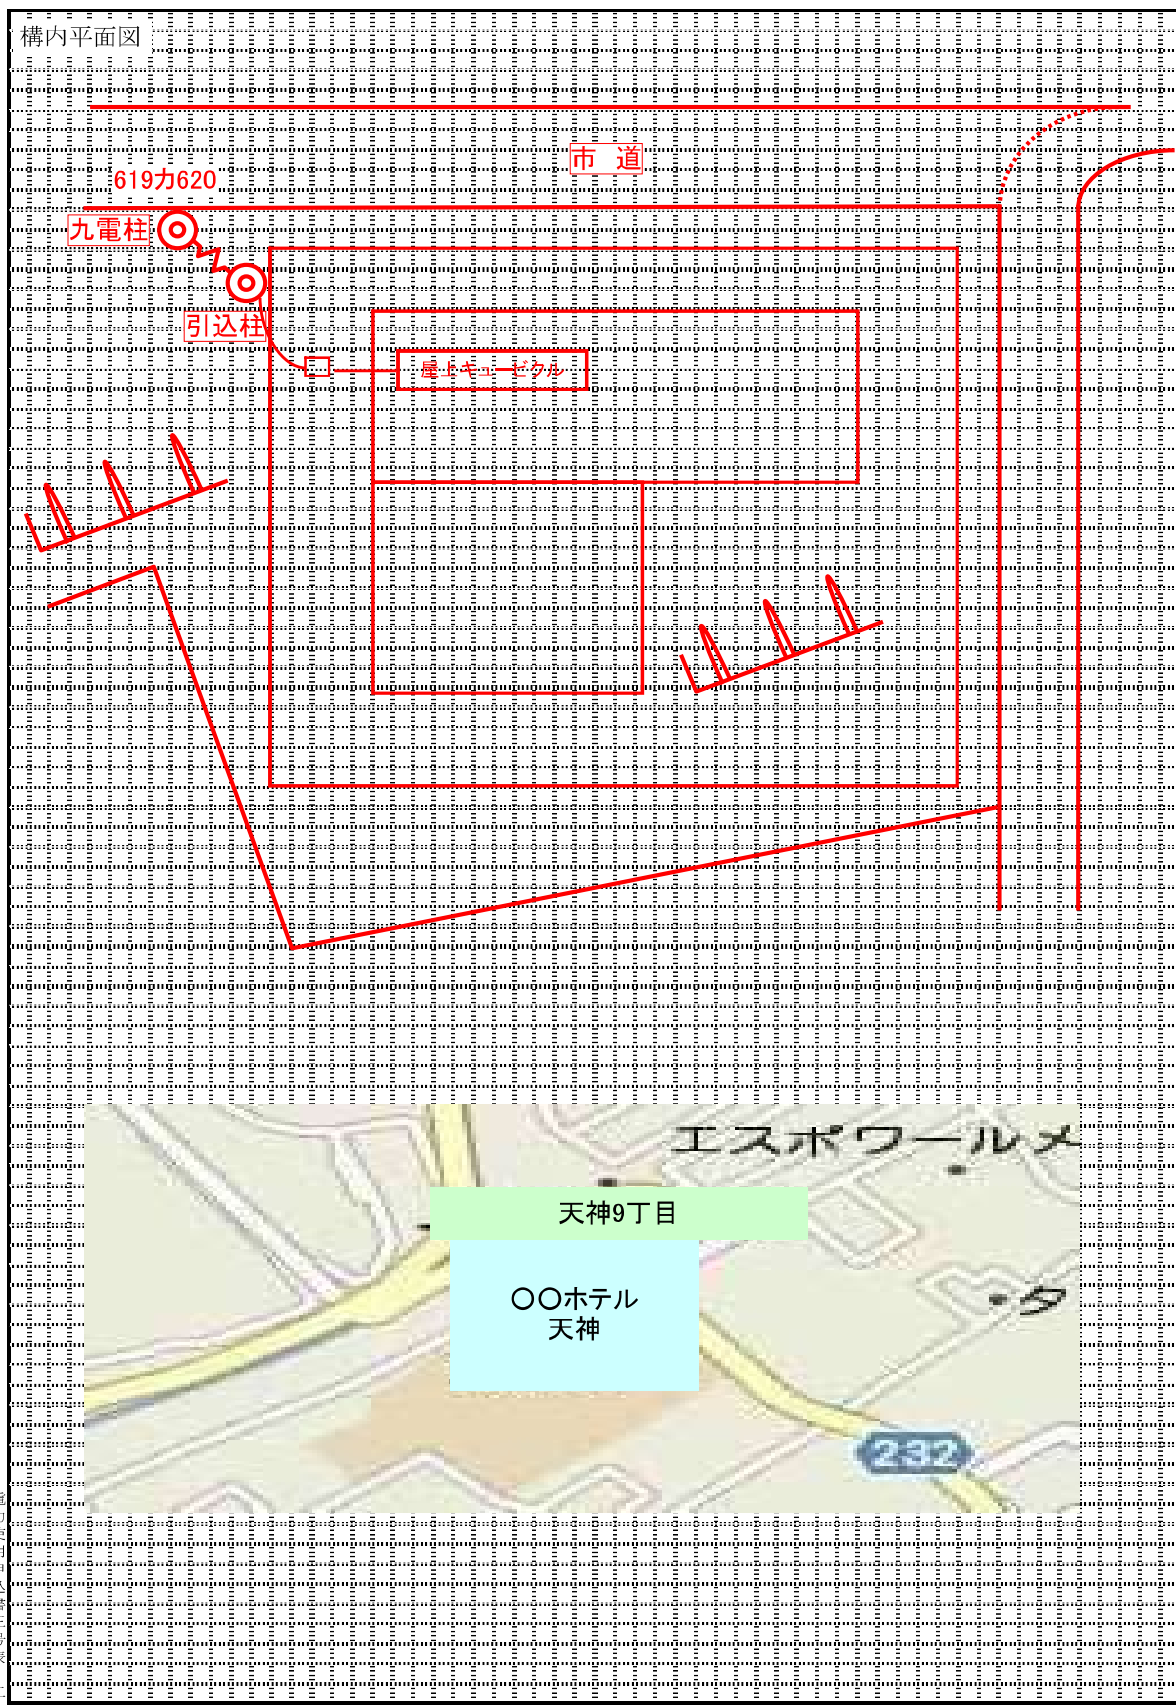 構内平面図
市 道
619カ620
九電柱
引込柱
屋上キュービクル
エスポワールメ
天神9丁目
〇〇ホテル
天神
タ
232